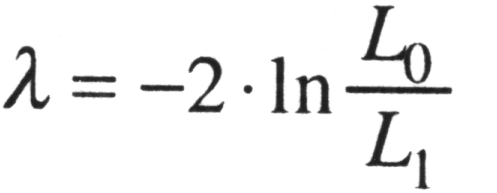 λ = −2 · ln L₀/L₁